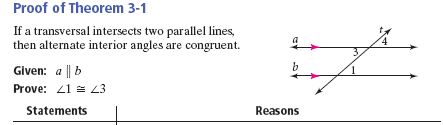 Proof of Theorem 3-1
If a transversal intersects two parallel lines,
then alternate interior angles are congruent.
Given: a ∥ b
Prove: ∠1 ≅ ∠3
Statements Reasons
t
a
4
3
b
1